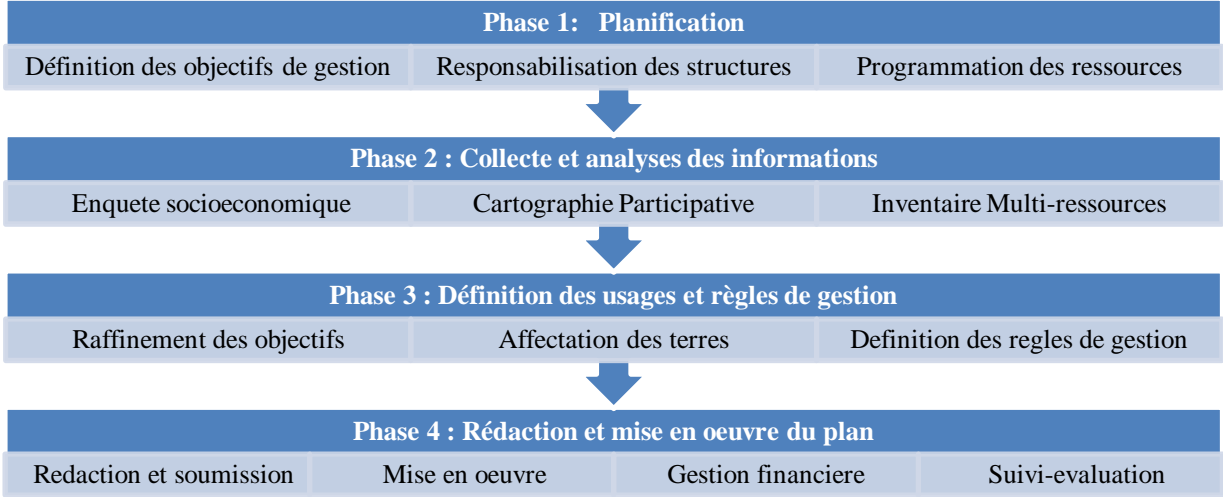 Phase 1: Planification
Définition des objectifs de gestion Responsabilisation des structures Programmation des ressources
Phase 2 : Collecte et analyses des informations
Enquete socioeconomique Cartographie Participative Inventaire Multi-ressources
Phase 3 : Définition des usages et règles de gestion
Raffinement des objectifs Affectation des terres Definition des regles de gestion
Phase 4 : Rédaction et mise en oeuvre du plan
Redaction et soumission Mise en oeuvre Gestion financiere Suivi-evaluation